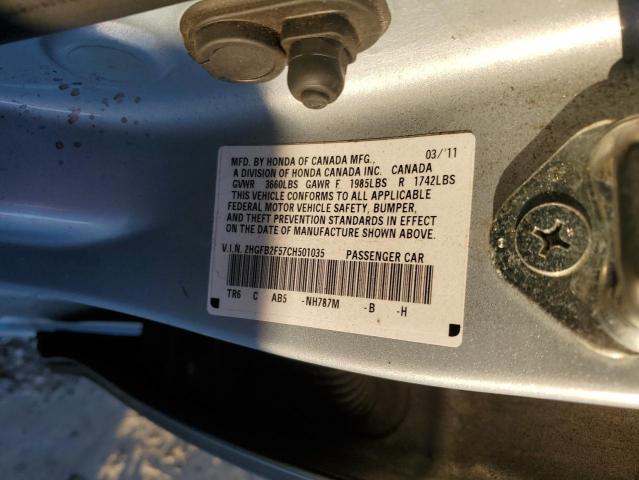 MFD. BY HONDA OF CANADA MFG., 03/'11
A DIVISION OF HONDA CANADA INC. CANADA
GVWR 3660LBS GAWR F 1985LBS R 1742LBS
THIS VEHICLE CONFORMS TO ALL APPLICABLE
FEDERAL MOTOR VEHICLE SAFETY, BUMPER,
AND THEFT PREVENTION STANDARDS IN EFFECT
ON THE DATE OF MANUFACTURE SHOWN ABOVE.
V.I.N. 2HGFB2F57CH501035 PASSENGER CAR
TR6 C AB5 -NH787M -B -H